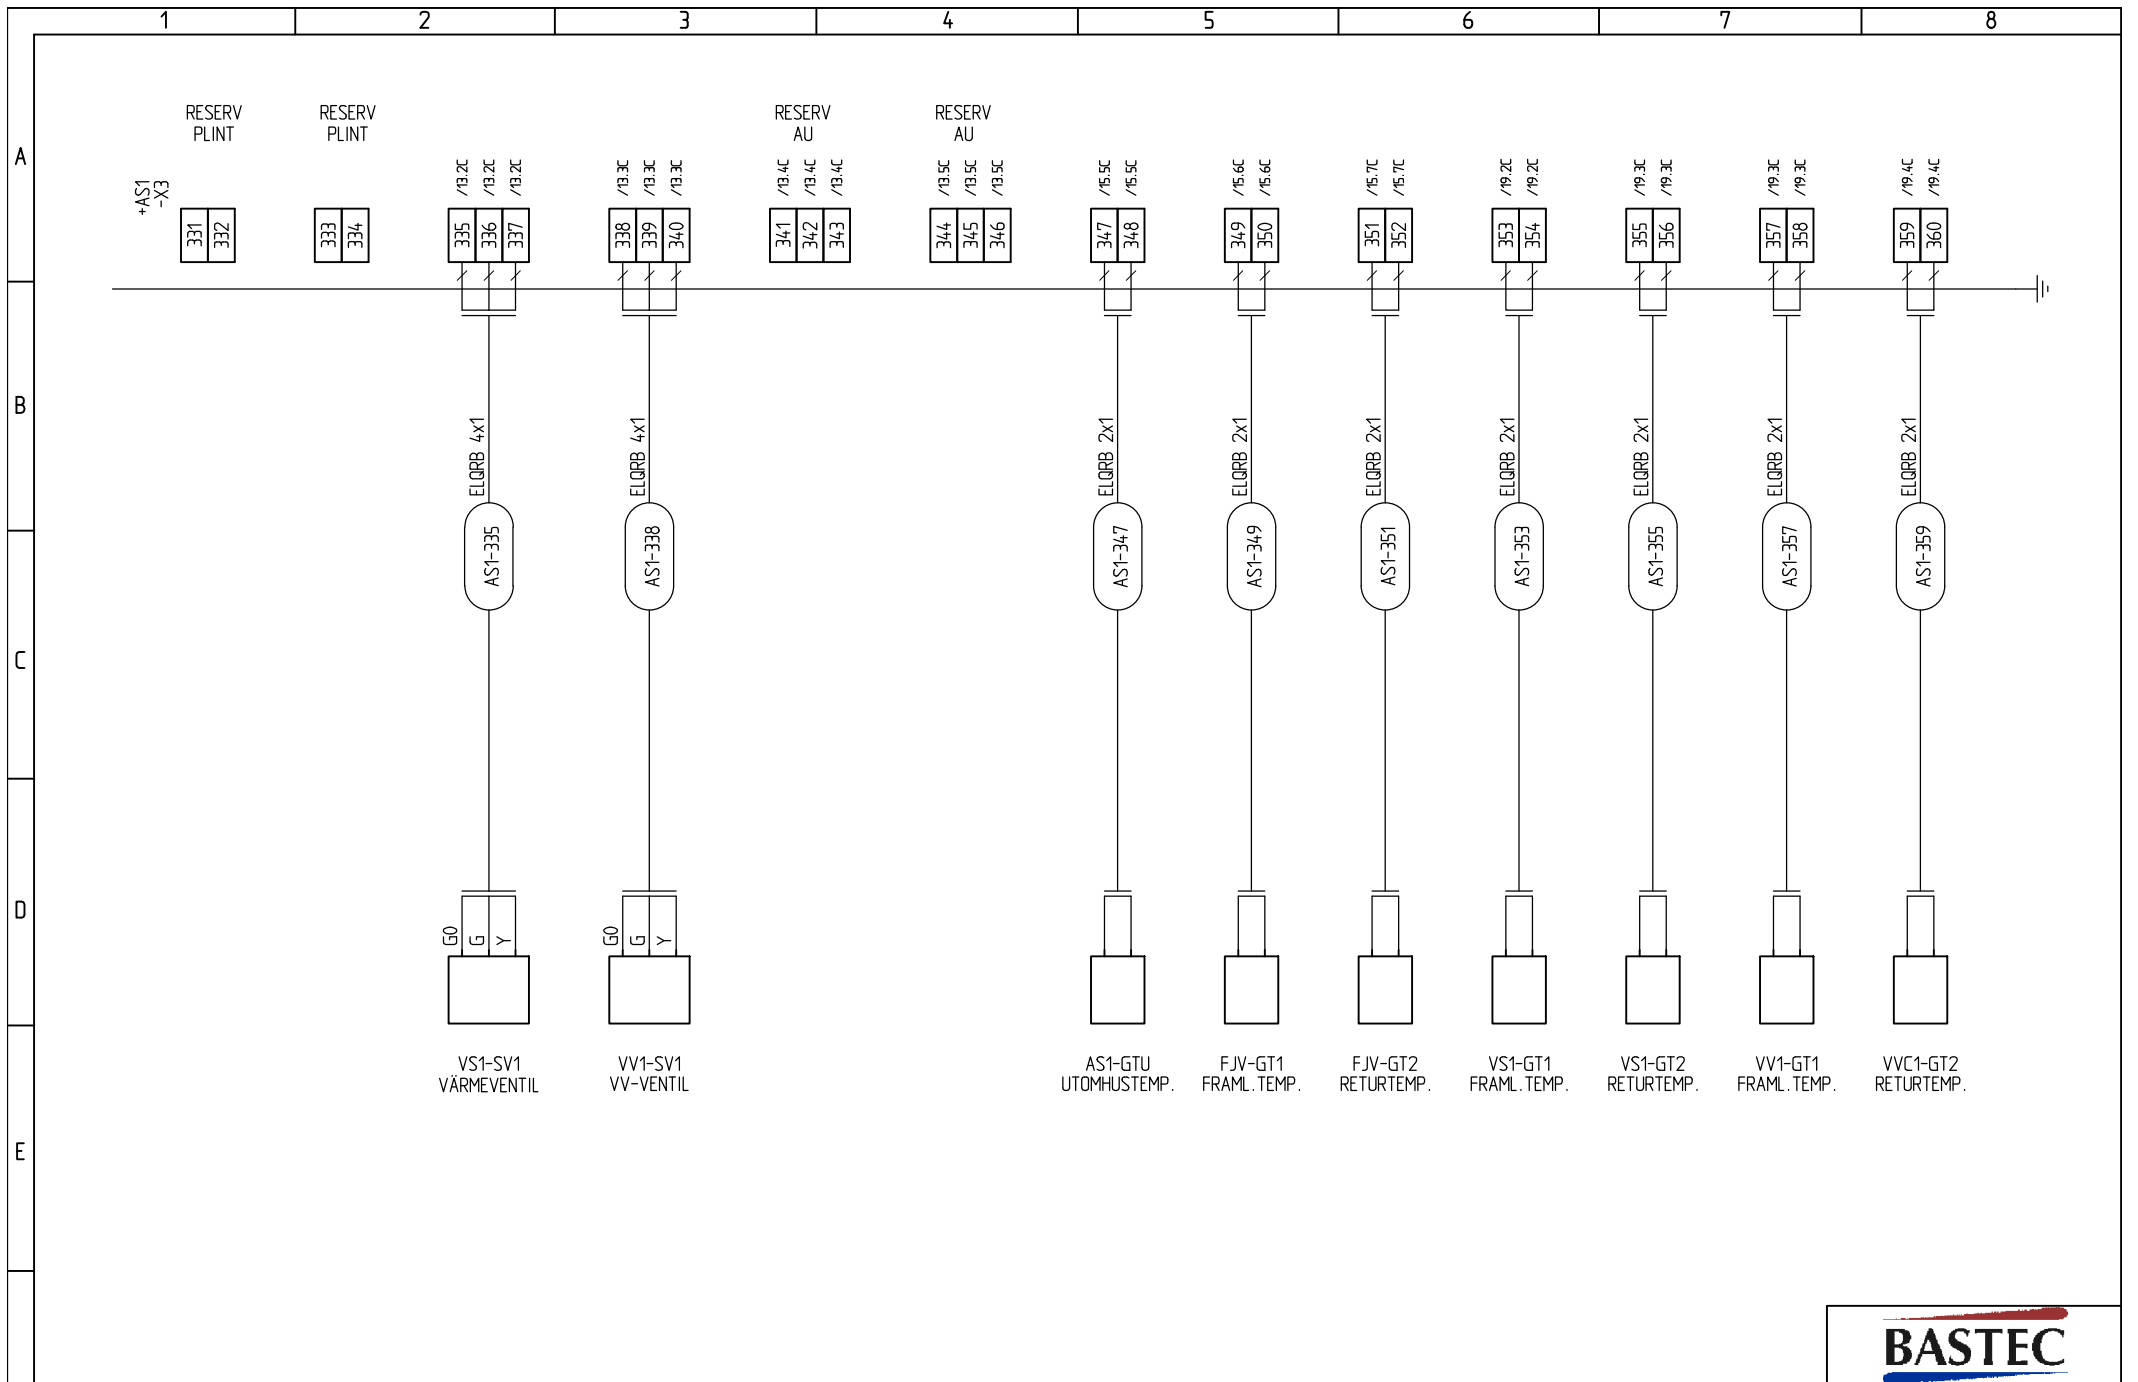 1 2 3 4 5 6 7 8
RESERV
PLINT
RESERV
PLINT
RESERV
AU
RESERV
AU
A
+AS1
-X3
/13.2C /13.2C /13.2C /13.3C /13.3C /13.3C /13.4C /13.4C /13.4C /13.5C /13.5C /13.5C /15.5C /15.5C /15.6C /15.6C /15.7C /15.7C /19.2C /19.2C /19.3C /19.3C /19.3C /19.3C /19.4C /19.4C
331 332 333 334 335 336 337 338 339 340 341 342 343 344 345 346 347 348 349 350 351 352 353 354 355 356 357 358 359 360
B
ELQRB 4x1 ELQRB 4x1 ELQRB 2x1 ELQRB 2x1 ELQRB 2x1 ELQRB 2x1 ELQRB 2x1 ELQRB 2x1 ELQRB 2x1
AS1-335 AS1-338 AS1-347 AS1-349 AS1-351 AS1-353 AS1-355 AS1-357 AS1-359
C
D
G0 G Y G0 G Y
VS1-SV1
VÄRMEVENTIL
VV1-SV1
VV-VENTIL
AS1-GTU
UTOMHUSTEMP.
FJV-GT1
FRAML.TEMP.
FJV-GT2
RETURTEMP.
VS1-GT1
FRAML.TEMP.
VS1-GT2
RETURTEMP.
VV1-GT1
FRAML.TEMP.
VVC1-GT2
RETURTEMP.
E
BASTEC